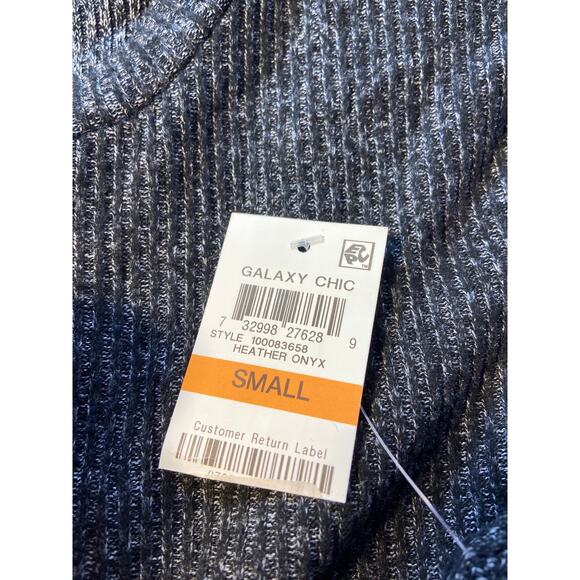 GALAXY CHIC
7 32998 27628 9
STYLE 100083658
HEATHER ONYX
SMALL
Customer Return Label